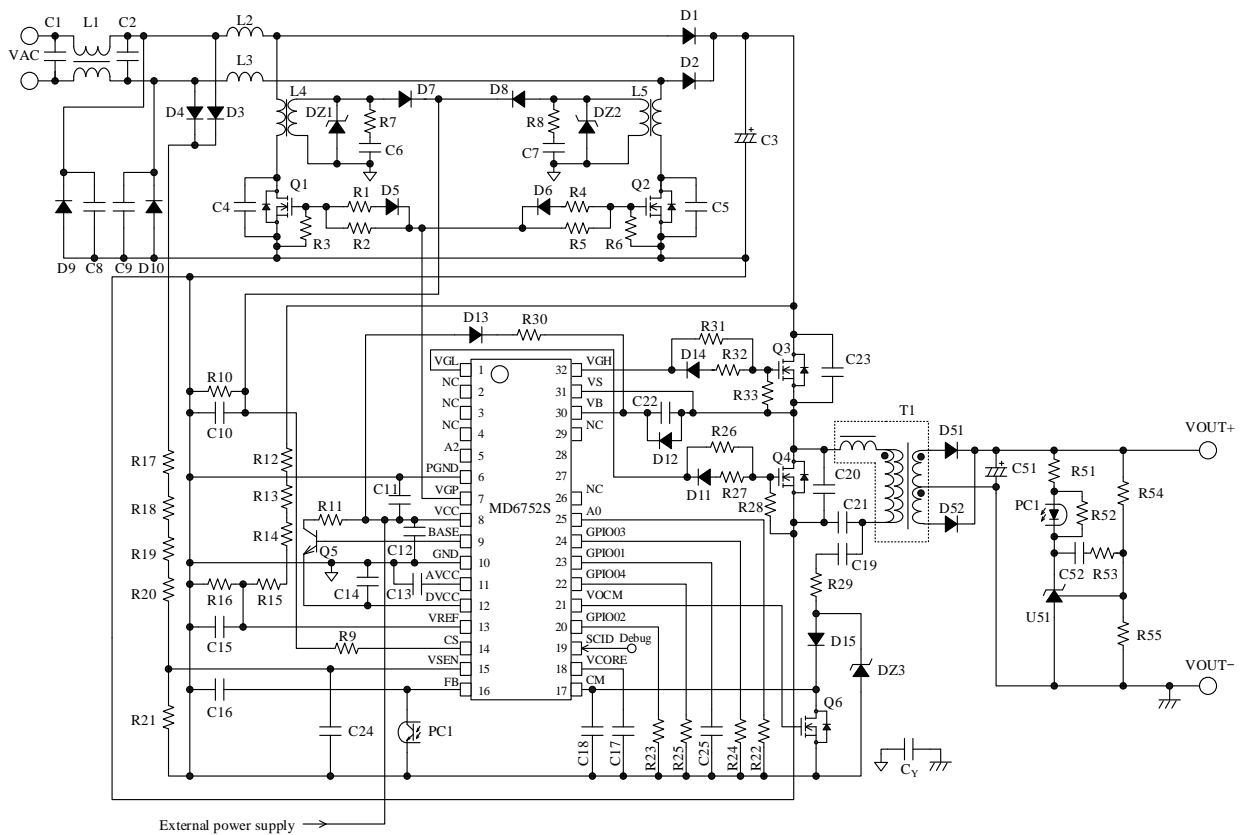 C1 L1 C2 L2 D1
VAC
L3 D2
D4 D3 L4 D7 D8 L5
DZ1 R7 C6 R8 C7 DZ2 C3
Q1 R1 D5 D6 R4 Q2
C4 R3 R2 R5 R6 C5
D9 C8 C9 D10
D13 R30 R31
VGL 1 32 VGH D14 R32 Q3 C23
R10 NC 2 31 VS R33
C10 NC 3 30 VB C22
NC 4 29 NC D12 T1
A2 5 28 R26 D51 VOUT+
R17 R12 PGND 6 27 Q4 C20 C51 R51
C11 VGP 7 26 NC D11 R27 R28 C21 D52 PC1 R52 R54
R18 R13 R11 VCC 8 MD6752S 25 A0
R19 R14 Q5 C12 BASE 9 24 GPIO03 C19 C52 R53
GND 10 23 GPIO01 R29
R20 R16 R15 C14 C13 AVCC 11 22 GPIO04 U51
DVCC 12 21 VOCM
C15 VREF 13 20 GPIO02 D15 R55
R9 CS 14 19 SCID Debug
VSEN 15 18 VCORE DZ3 VOUT−
C16 FB 16 17 CM Q6
R21 C24 PC1 C18 C17 R23 R25 C25 R24 R22
CY
External power supply